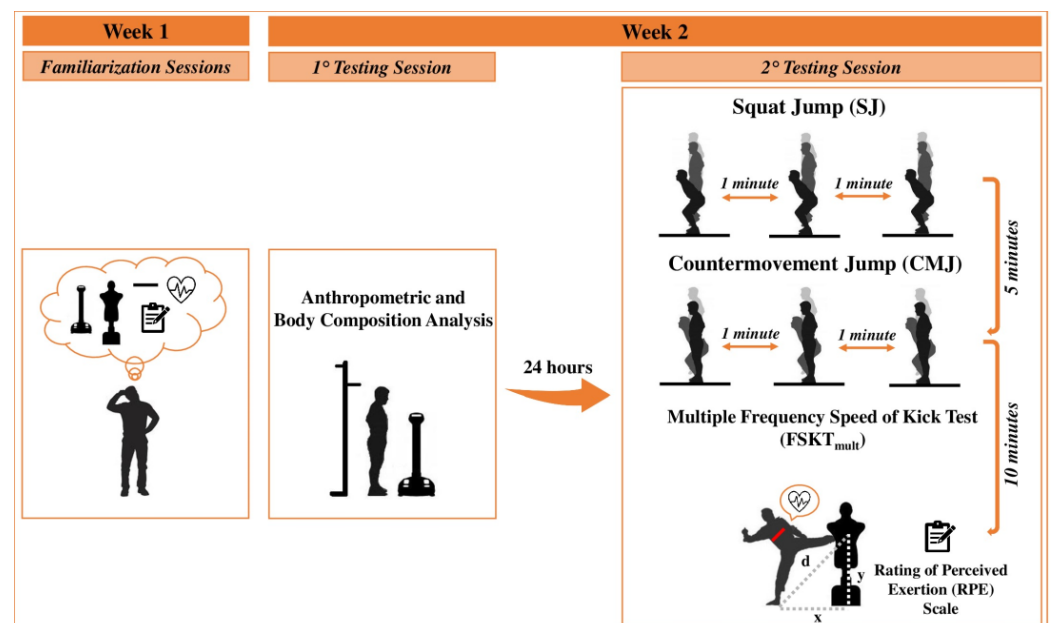 Week 1
Week 2
Familiarization Sessions
1° Testing Session
2° Testing Session
Squat Jump (SJ)
1 minute
1 minute
5 minutes
Countermovement Jump (CMJ)
1 minute
1 minute
Anthropometric and
Body Composition Analysis
24 hours
10 minutes
Multiple Frequency Speed of Kick Test
(FSKTmult)
d
y
x
Rating of Perceived
Exertion (RPE)
Scale